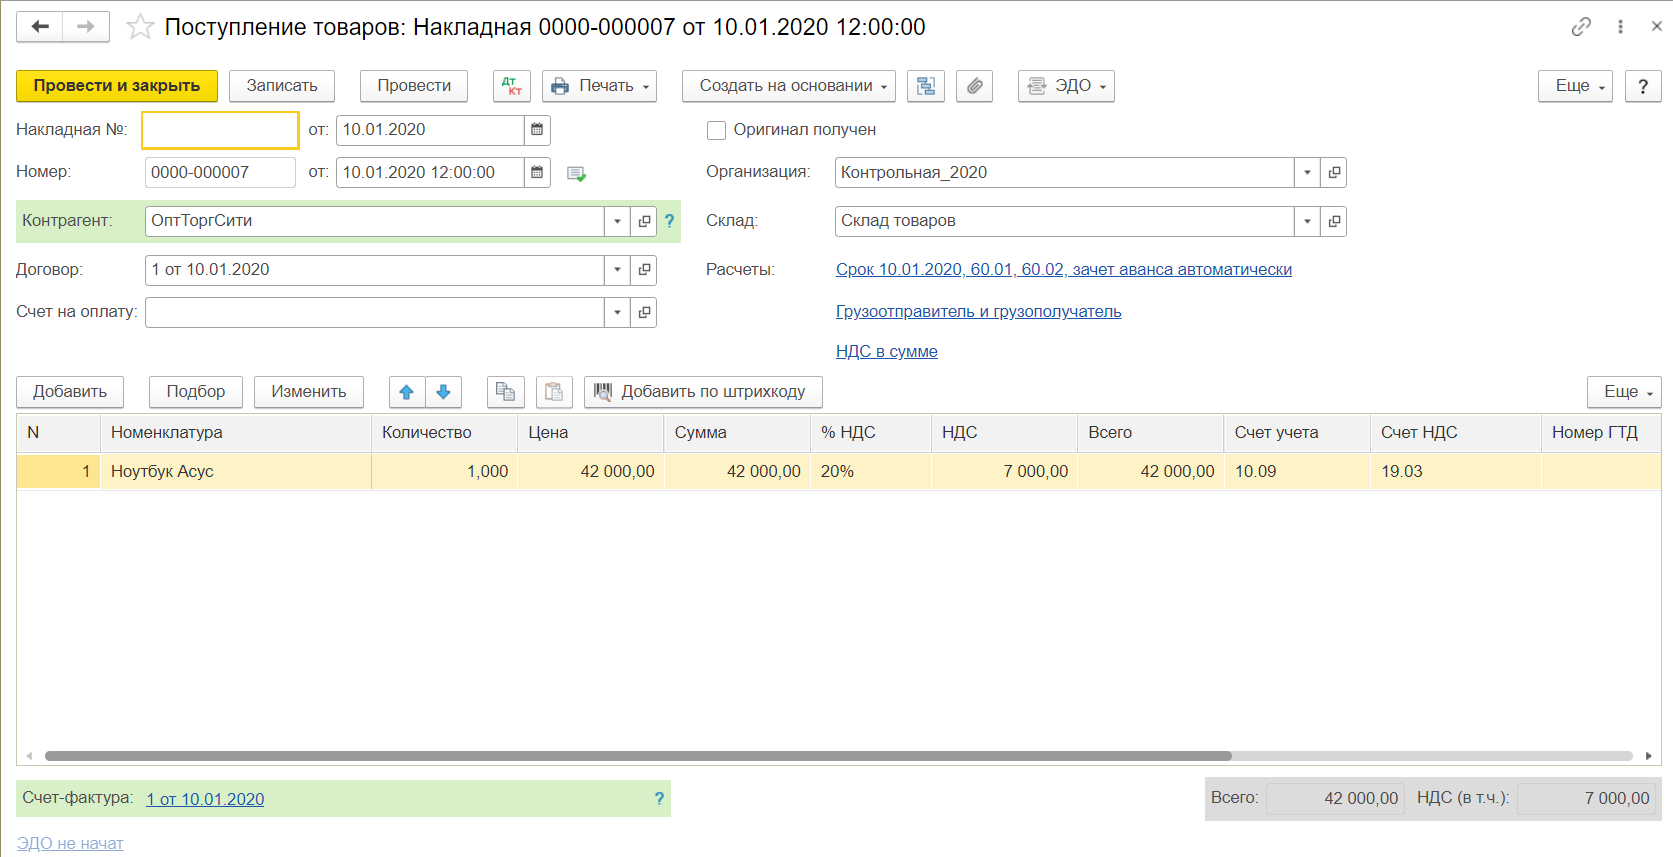 Поступление товаров: Накладная 0000-000007 от 10.01.2020 12:00:00
Провести и закрыть Записать Провести Дт Кт Печать Создать на основании ЭДО Еще ?
Накладная №: от: 10.01.2020 Оригинал получен
Номер: 0000-000007 от: 10.01.2020 12:00:00 Организация: Контрольная_2020
Контрагент: ОптТоргСити ? Склад: Склад товаров
Договор: 1 от 10.01.2020 Расчеты: Срок 10.01.2020, 60.01, 60.02, зачет аванса автоматически
Счет на оплату: Грузоотправитель и грузополучатель
НДС в сумме
Добавить Подбор Изменить Добавить по штрихкоду Еще
N Номенклатура Количество Цена Сумма % НДС НДС Всего Счет учета Счет НДС Номер ГТД
1 Ноутбук Асус 1,000 42 000,00 42 000,00 20% 7 000,00 42 000,00 10.09 19.03
Счет-фактура: 1 от 10.01.2020 ? Всего: 42 000,00 НДС (в т.ч.): 7 000,00
ЭДО не начат